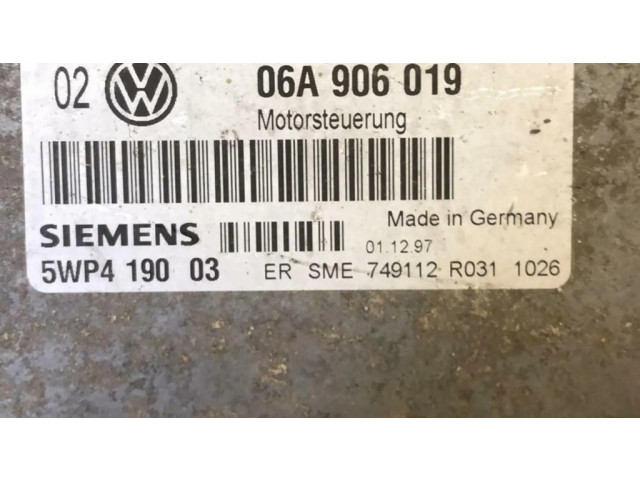 02 VW 06A 906 019
Motorsteuerung
Made in Germany
SIEMENS 01.12.97
5WP4 190 03 ER SME 749112 R031 1026